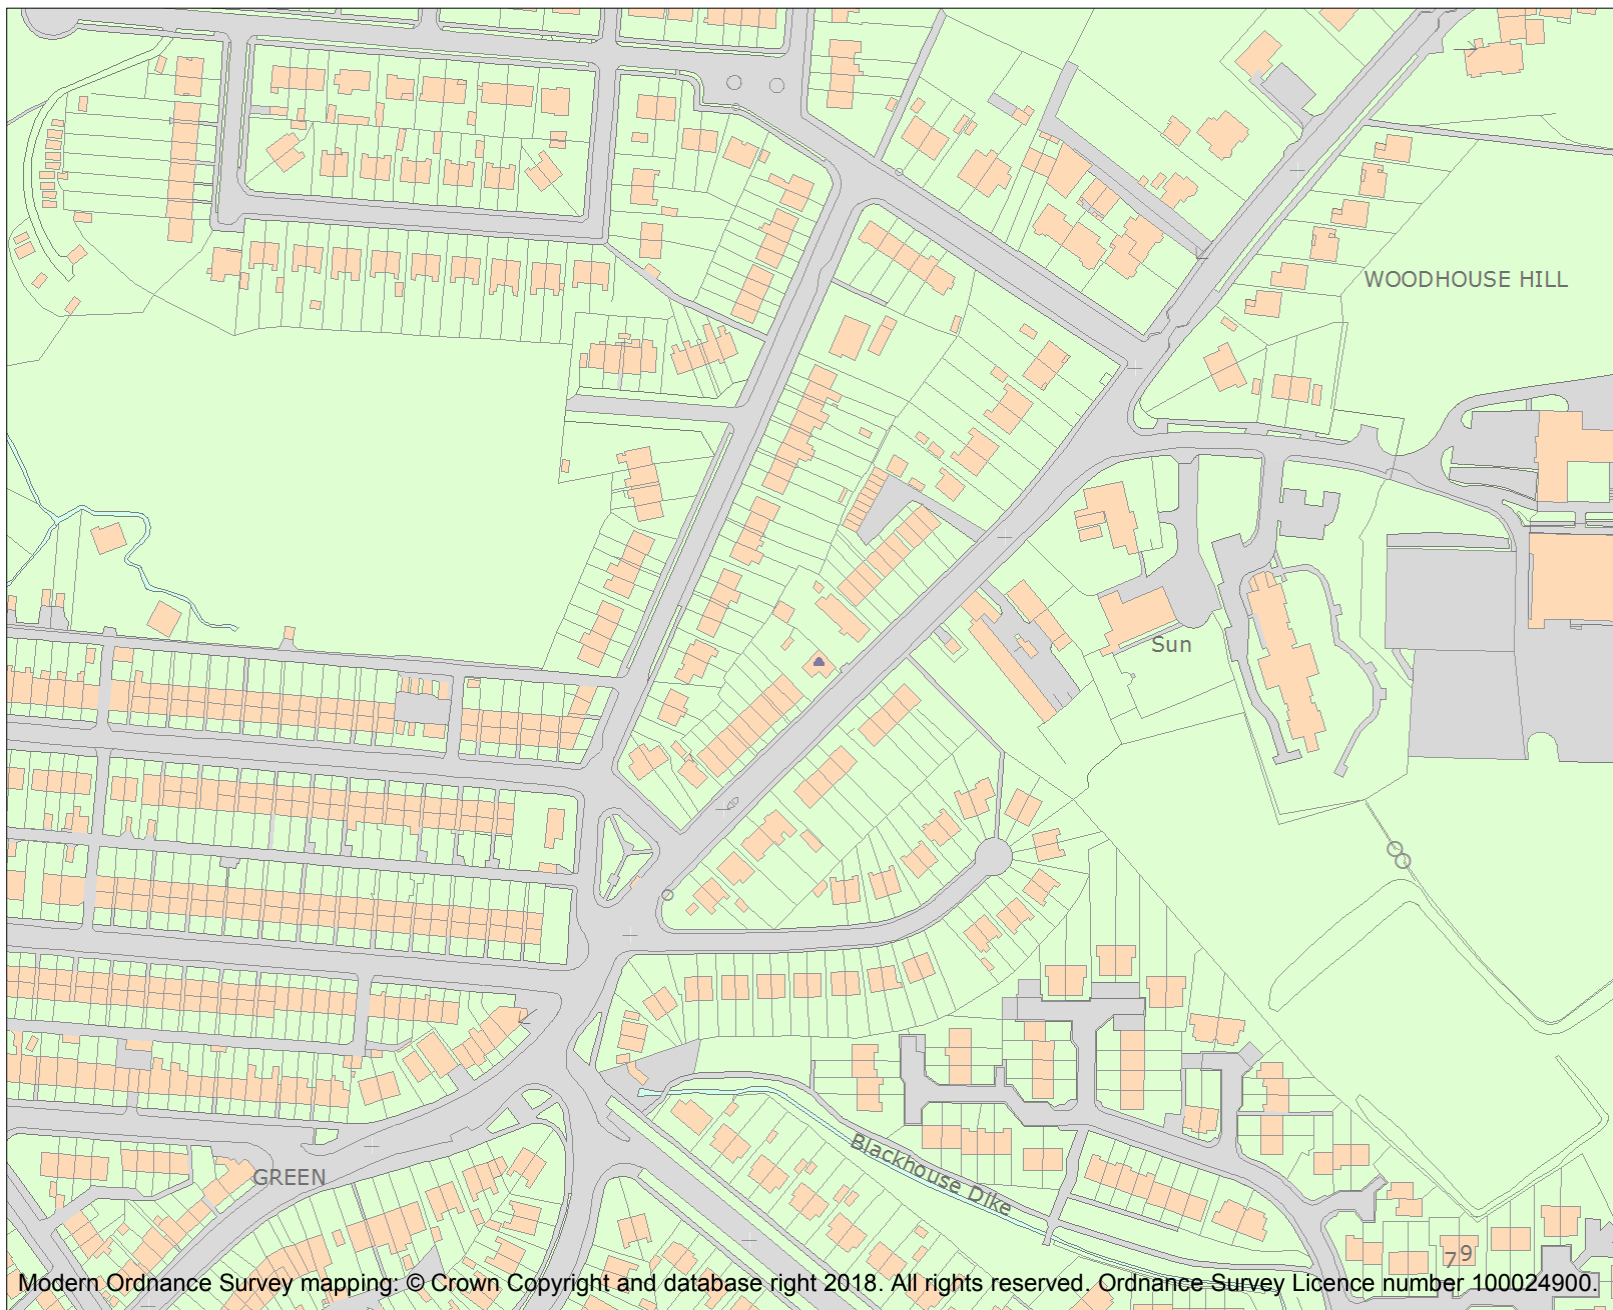 WOODHOUSE HILL
Sun
Blackhouse Dike
GREEN
79
Modern Ordnance Survey mapping: © Crown Copyright and database right 2018. All rights reserved. Ordnance Survey Licence number 100024900.